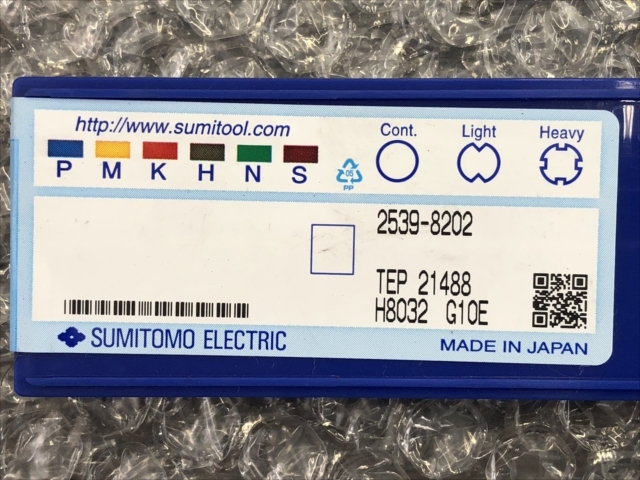 http://www.sumitool.com
P M K H N S
05
PP
Cont. Light Heavy
2539-8202
TEP 21488
H8032 G10E
SUMITOMO ELECTRIC
MADE IN JAPAN